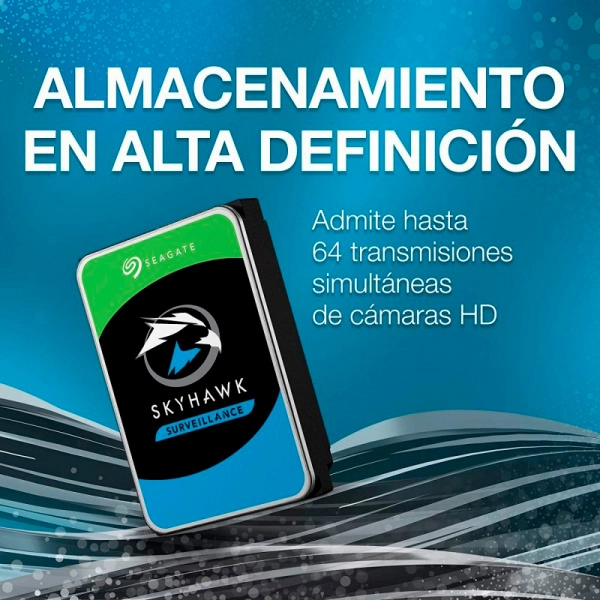 ALMACENAMIENTO
EN ALTA DEFINICIÓN
Admite hasta
64 transmisiones
simultáneas
de cámaras HD
SEAGATE
SKYHAWK
SURVEILLANCE